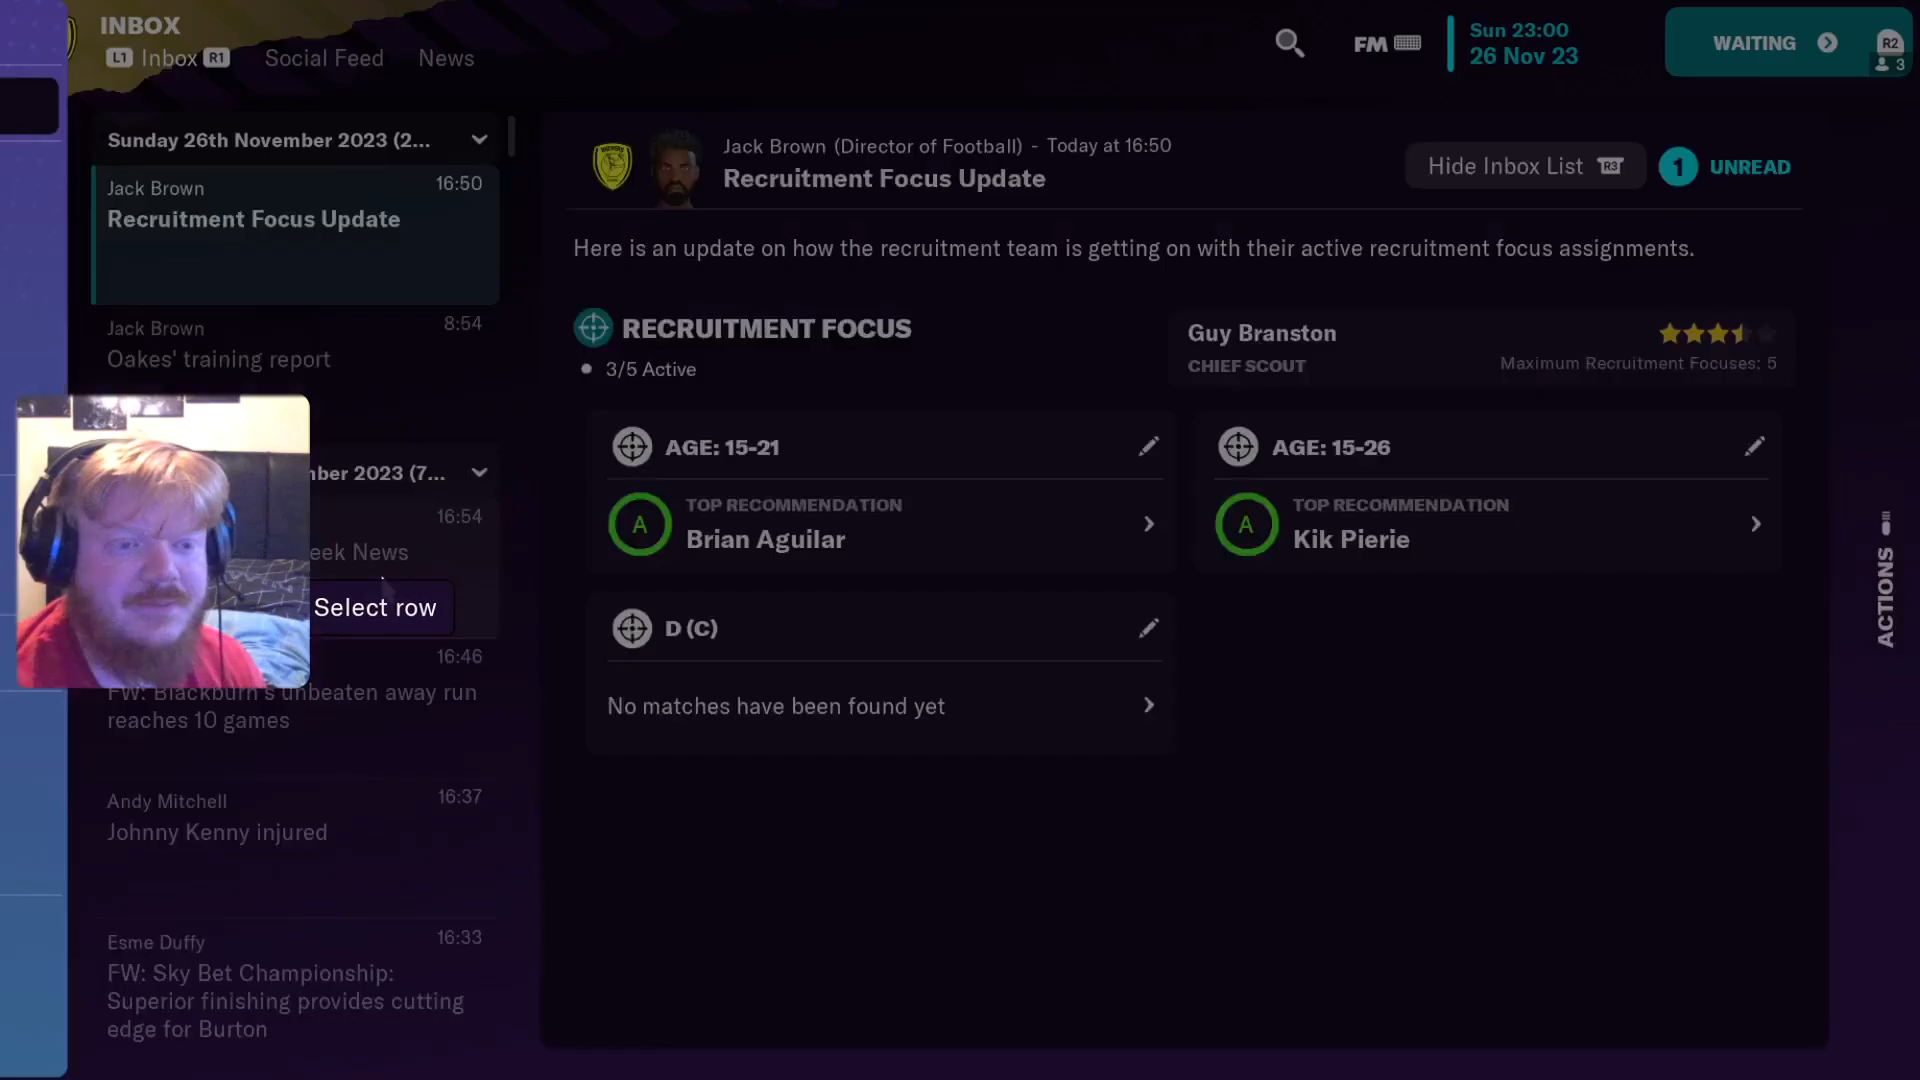 INBOX
L1 Inbox R1 Social Feed News
FM
Sun 23:00
26 Nov 23
WAITING
R2
3
Sunday 26th November 2023 (2...
Jack Brown 16:50
Recruitment Focus Update
Jack Brown 8:54
Oakes' training report
mber 2023 (7...
16:54
eek News
Select row
16:46
FW: Blackburn's unbeaten away run
reaches 10 games
Andy Mitchell 16:37
Johnny Kenny injured
Esme Duffy 16:33
FW: Sky Bet Championship:
Superior finishing provides cutting
edge for Burton
Jack Brown (Director of Football) - Today at 16:50
Recruitment Focus Update
Hide Inbox List R3
1 UNREAD
Here is an update on how the recruitment team is getting on with their active recruitment focus assignments.
RECRUITMENT FOCUS
3/5 Active
Guy Branston
CHIEF SCOUT
Maximum Recruitment Focuses: 5
AGE: 15-21
A
TOP RECOMMENDATION
Brian Aguilar
AGE: 15-26
A
TOP RECOMMENDATION
Kik Pierie
D (C)
No matches have been found yet
ACTIONS